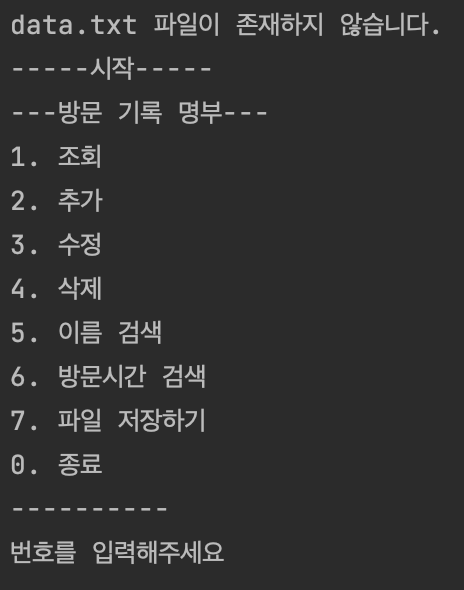 data.txt 파일이 존재하지 않습니다.
-----시작-----
---방문 기록 명부---
1. 조회
2. 추가
3. 수정
4. 삭제
5. 이름 검색
6. 방문시간 검색
7. 파일 저장하기
0. 종료
----------
번호를 입력해주세요